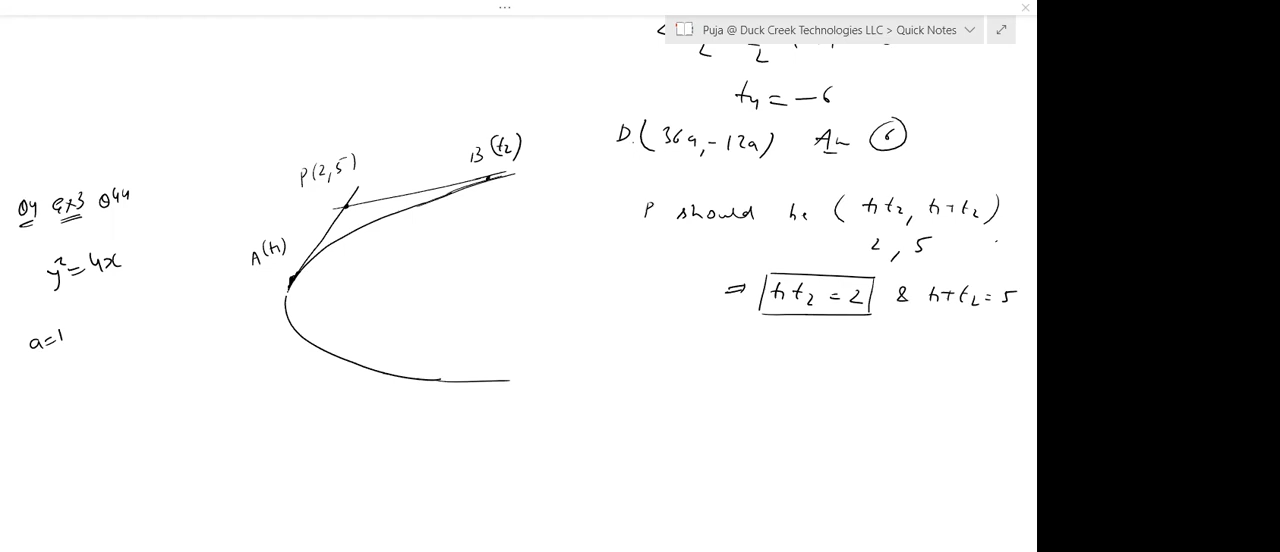 Puja @ Duck Creek Technologies LLC > Quick Notes
t₄ = -6
D. (36a, -12a) Ans ⑥
P(2,5)
B (t₂)
A(t₁)
Q4 Ex3 Q44
y² = 4x
a=1
P should be (t₁t₂, t₁+t₂)
2, 5
⇒ t₁t₂ = 2 & t₁+t₂ = 5